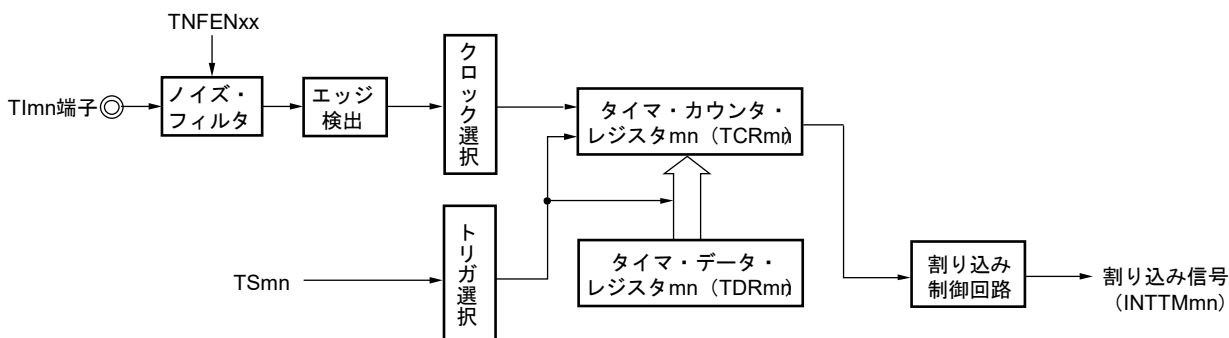 TNFENxx
TImn端子
ノイズ・
フィルタ
エッジ
検出
クロック選択
タイマ・カウンタ・
レジスタmn（TCRmn）
TSmn
トリガ選択
タイマ・データ・
レジスタmn（TDRmn）
割り込み
制御回路
割り込み信号
（INTTMmn）